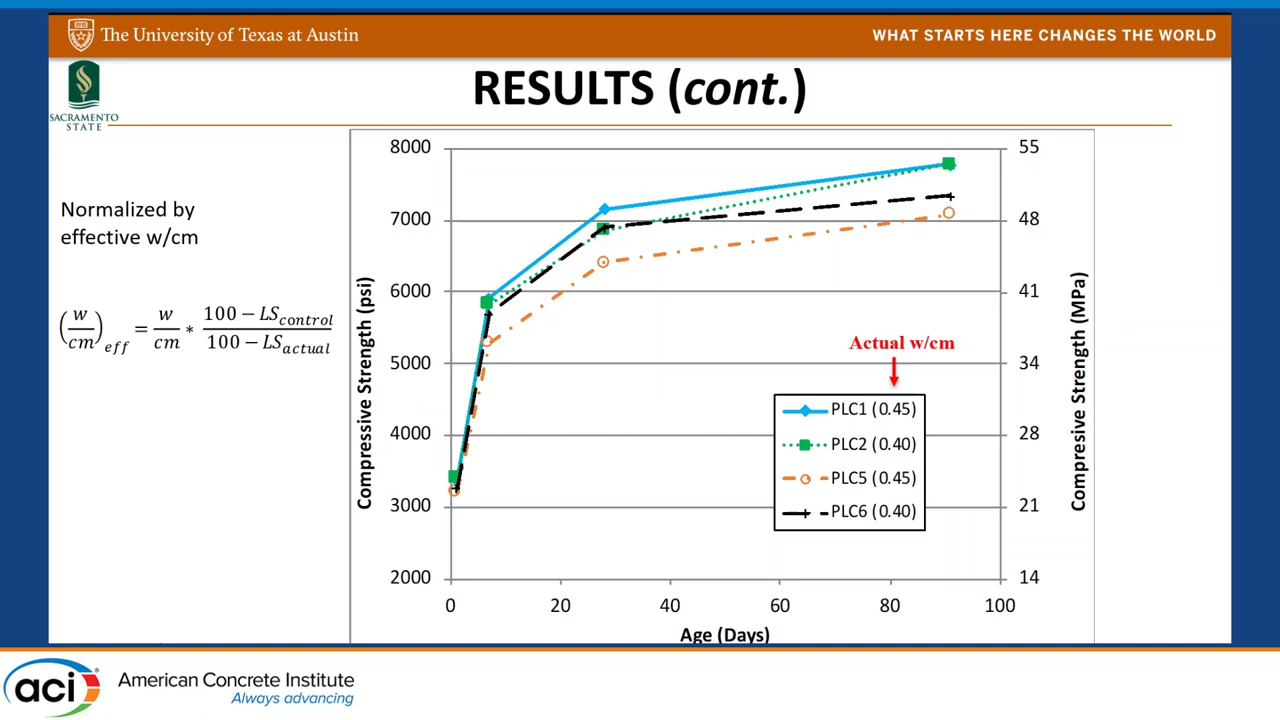 The University of Texas at Austin
WHAT STARTS HERE CHANGES THE WORLD
SACRAMENTO
STATE
RESULTS (cont.)
Normalized by
effective w/cm
(w/cm)eff = w/cm * (100 − LScontrol)/(100 − LSactual)
8000
7000
6000
5000
4000
3000
2000
Compressive Strength (psi)
55
48
41
34
28
21
14
Compresive Strength (MPa)
Actual w/cm
PLC1 (0.45)
PLC2 (0.40)
PLC5 (0.45)
PLC6 (0.40)
0 20 40 60 80 100
Age (Days)
aci
American Concrete Institute
Always advancing